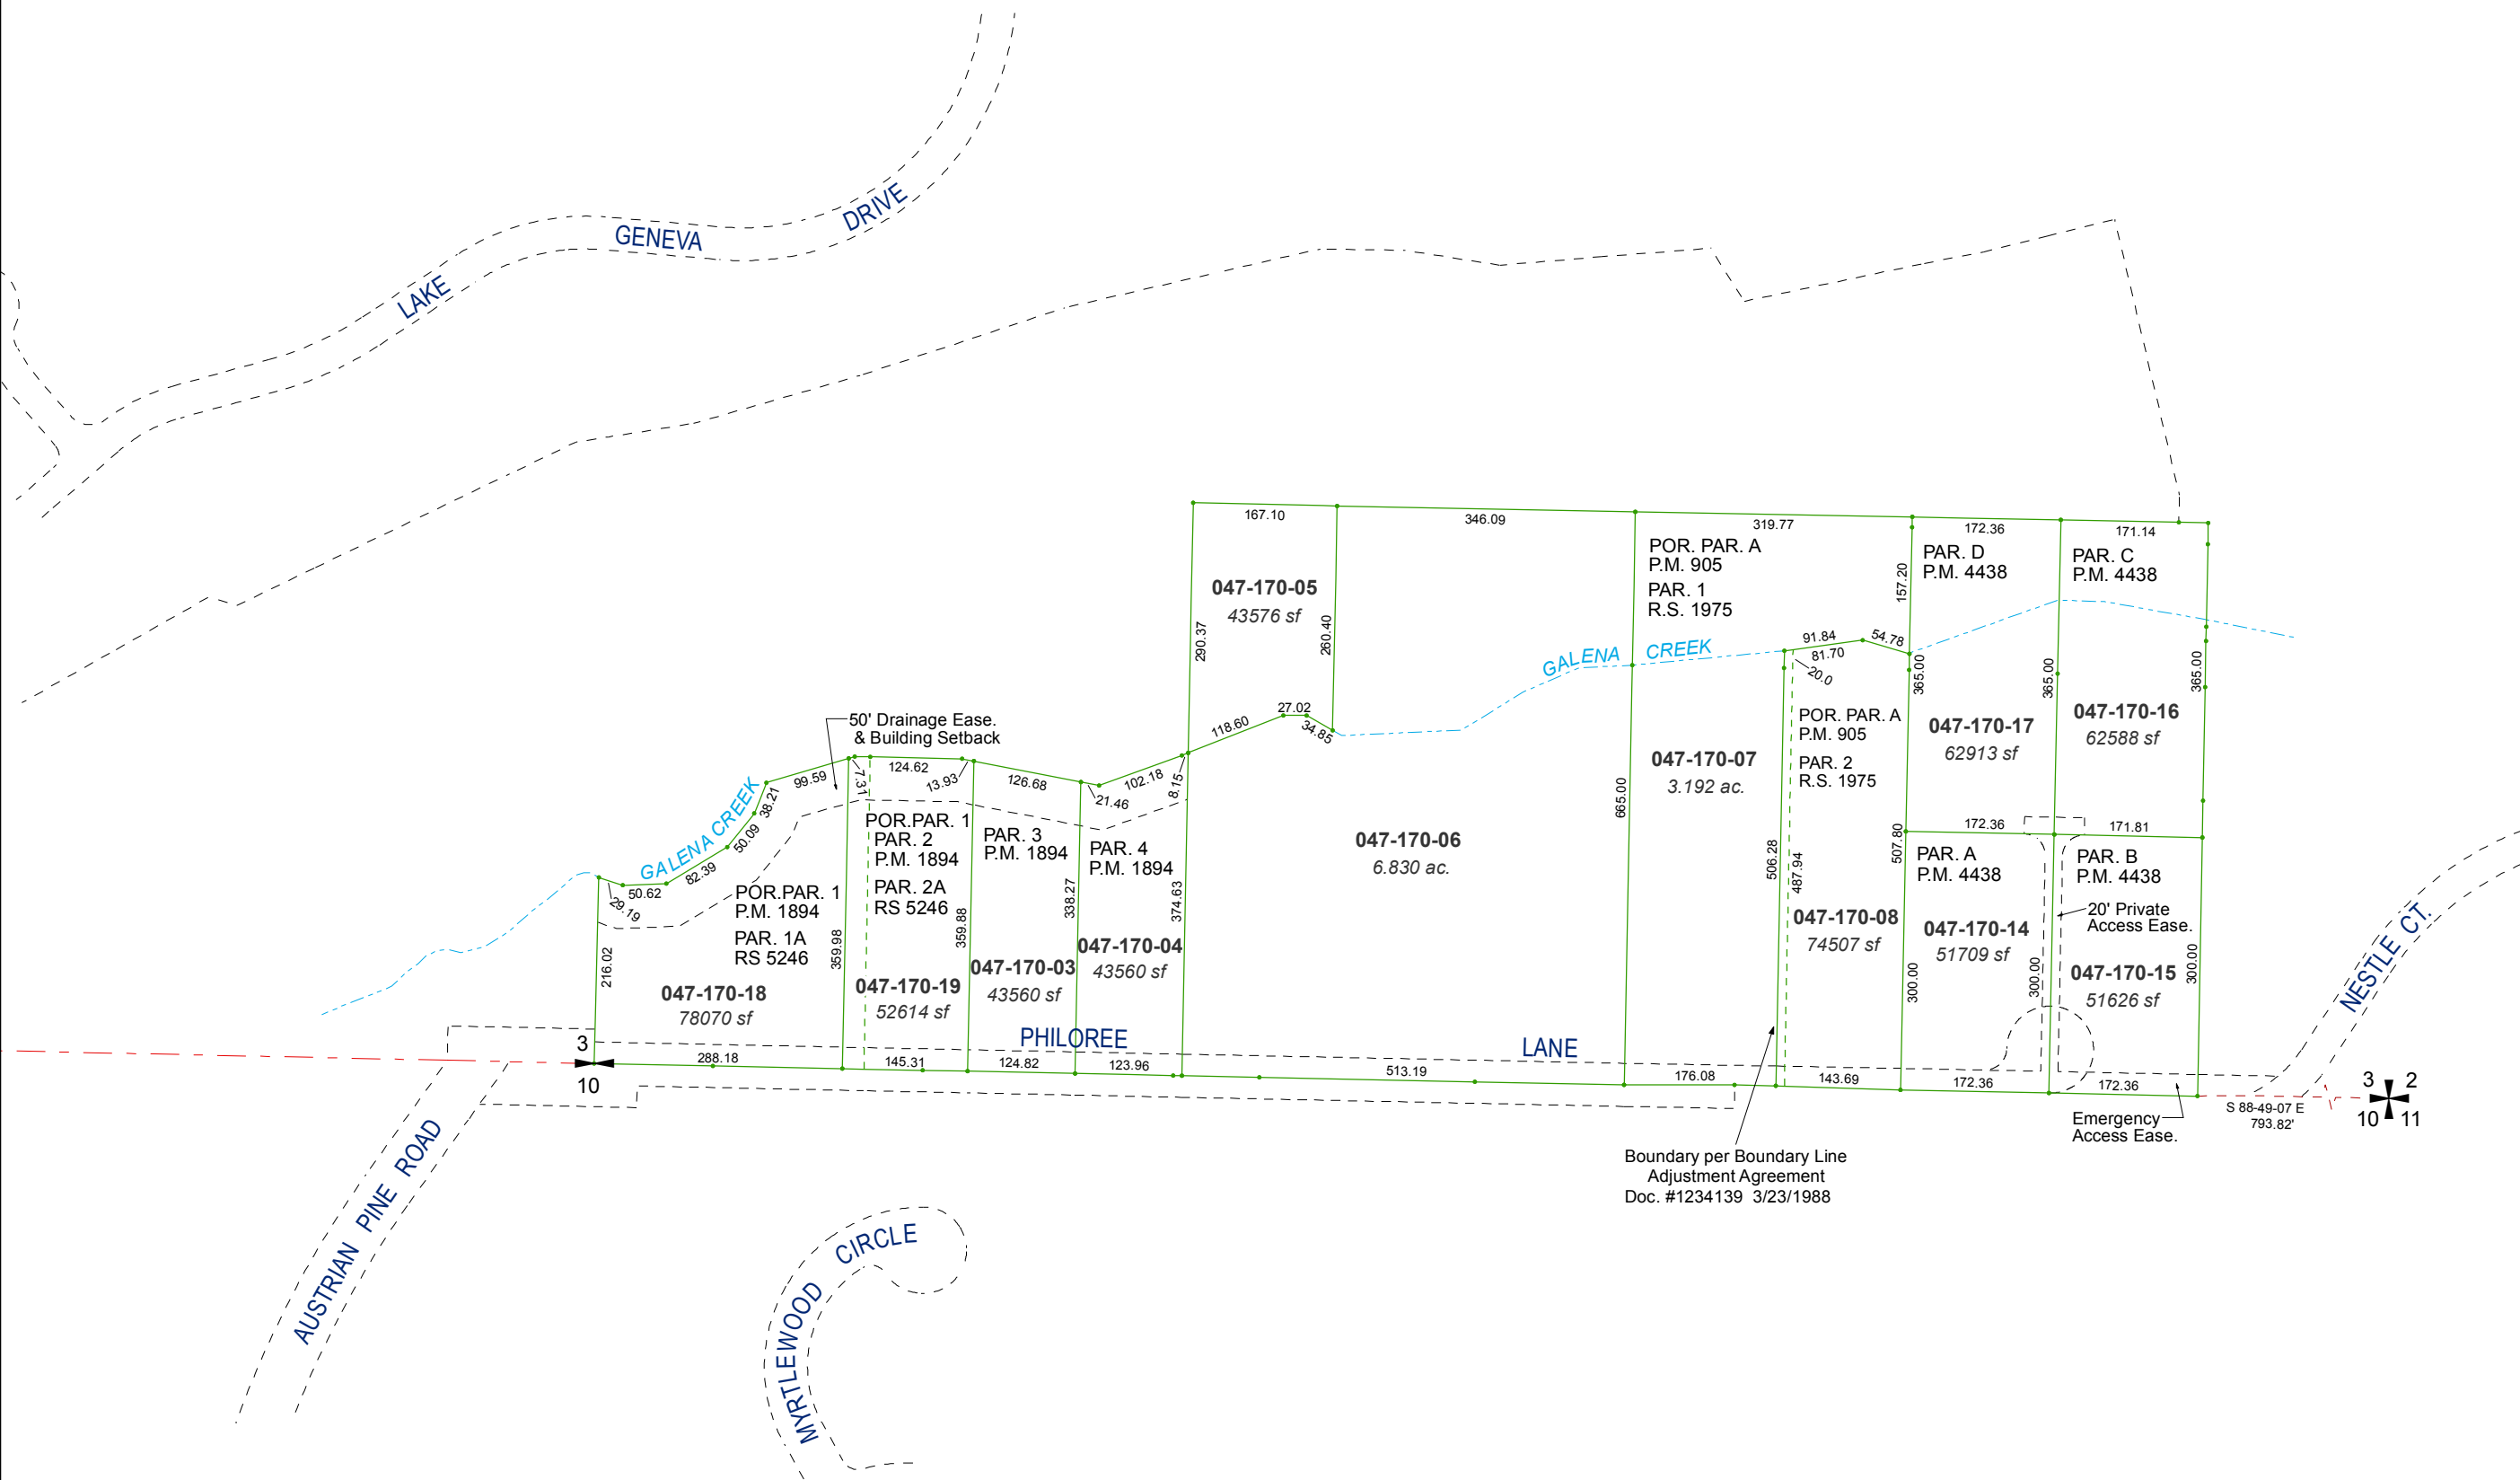 LAKE GENEVA DRIVE
167.10
346.09
319.77
172.36
171.14
047-170-05
43576 sf
290.37
260.40
POR. PAR. A
P.M. 905
PAR. 1
R.S. 1975
157.20
PAR. D
P.M. 4438
PAR. C
P.M. 4438
GALENA CREEK
91.84
54.78
81.70
20.0
365.00
365.00
365.00
118.60
27.02
34.85
50' Drainage Ease.
& Building Setback
POR. PAR. A
P.M. 905
PAR. 2
R.S. 1975
047-170-17
62913 sf
047-170-16
62588 sf
047-170-07
3.192 ac.
665.00
506.28
487.94
507.80
GALENA CREEK
29.19
50.62
82.39
50.09
38.21
99.59
7.31
124.62
13.93
126.68
21.46
102.18
8.15
POR.PAR. 1
P.M. 1894
PAR. 1A
RS 5246
047-170-18
78070 sf
216.02
359.98
POR.PAR. 1
PAR. 2
P.M. 1894
PAR. 2A
RS 5246
047-170-19
52614 sf
359.88
PAR. 3
P.M. 1894
047-170-03
43560 sf
338.27
PAR. 4
P.M. 1894
047-170-04
43560 sf
374.63
047-170-06
6.830 ac.
047-170-08
74507 sf
172.36
171.81
PAR. A
P.M. 4438
047-170-14
51709 sf
300.00
300.00
PAR. B
P.M. 4438
20' Private
Access Ease.
047-170-15
51626 sf
300.00
NESTLE CT.
PHILOREE LANE
3
10
288.18
145.31
124.82
123.96
513.19
176.08
143.69
172.36
172.36
Emergency
Access Ease.
S 88-49-07 E
793.82'
3 2
10 11
Boundary per Boundary Line
Adjustment Agreement
Doc. #1234139 3/23/1988
AUSTRIAN PINE ROAD
MYRTLEWOOD CIRCLE